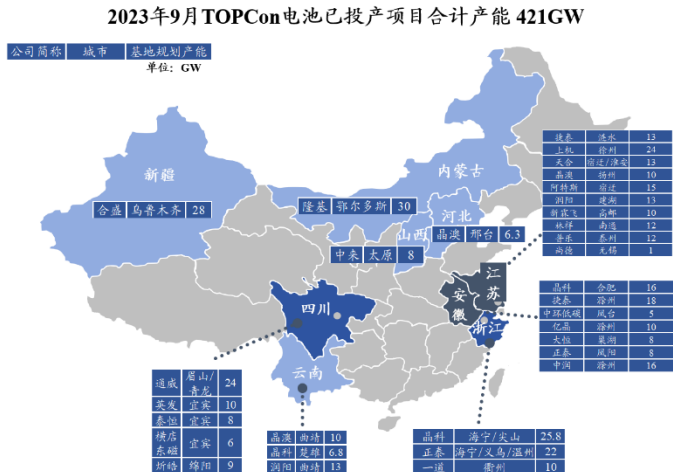 2023年9月TOPCon电池已投产项目合计产能 421GW
公司简称 城市 基地规划产能
单位：GW
新疆
合盛 乌鲁木齐 28
内蒙古
隆基 鄂尔多斯 30
河北
晶澳 邢台 6.3
山西
中来 太原 8
捷泰 涟水 13
上机 徐州 24
天合 宿迁/淮安 13
晶澳 扬州 10
阿特斯 宿迁 15
润阳 建湖 13
新霖飞 高邮 10
林洋 南通 12
普乐 泰州 12
尚德 无锡 1
江苏
安徽
浙江
晶科 合肥 16
捷泰 滁州 18
中环低碳 凤台 5
亿晶 滁州 10
大恒 巢湖 8
正泰 凤阳 8
中润 滁州 16
四川
云南
通威 眉山/青龙 24
英发 宜宾 10
秦恒 宜宾 8
横店东磁 宜宾 6
炘皓 绵阳 9
晶澳 曲靖 10
晶科 楚雄 6.8
润阳 曲靖 13
晶科 海宁/尖山 25.8
正泰 海宁/义乌/温州 22
一道 衢州 10